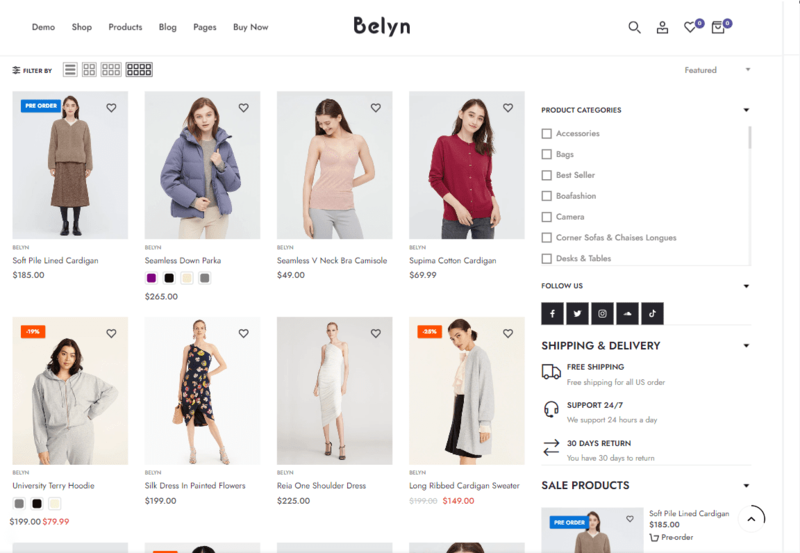 Demo Shop Products Blog Pages Buy Now
Belyn
0 0
FILTER BY
Featured
PRE ORDER
BELYN
Soft Pile Lined Cardigan
$185.00
BELYN
Seamless Down Parka
$265.00
BELYN
Seamless V Neck Bra Camisole
$49.00
BELYN
Supima Cotton Cardigan
$69.99
-19%
BELYN
University Terry Hoodie
$199.00 $79.99
BELYN
Silk Dress In Painted Flowers
$199.00
BELYN
Reia One Shoulder Dress
$225.00
BELYN
Long Ribbed Cardigan Sweater
$199.00 $149.00
PRODUCT CATEGORIES
Accessories
Bags
Best Seller
Boafashion
Camera
Corner Sofas & Chaises Longues
Desks & Tables
FOLLOW US
SHIPPING & DELIVERY
FREE SHIPPING
Free shipping for all US order
SUPPORT 24/7
We support 24 hours a day
30 DAYS RETURN
You have 30 days to return
SALE PRODUCTS
PRE ORDER
Soft Pile Lined Cardigan
$185.00
Pre-order